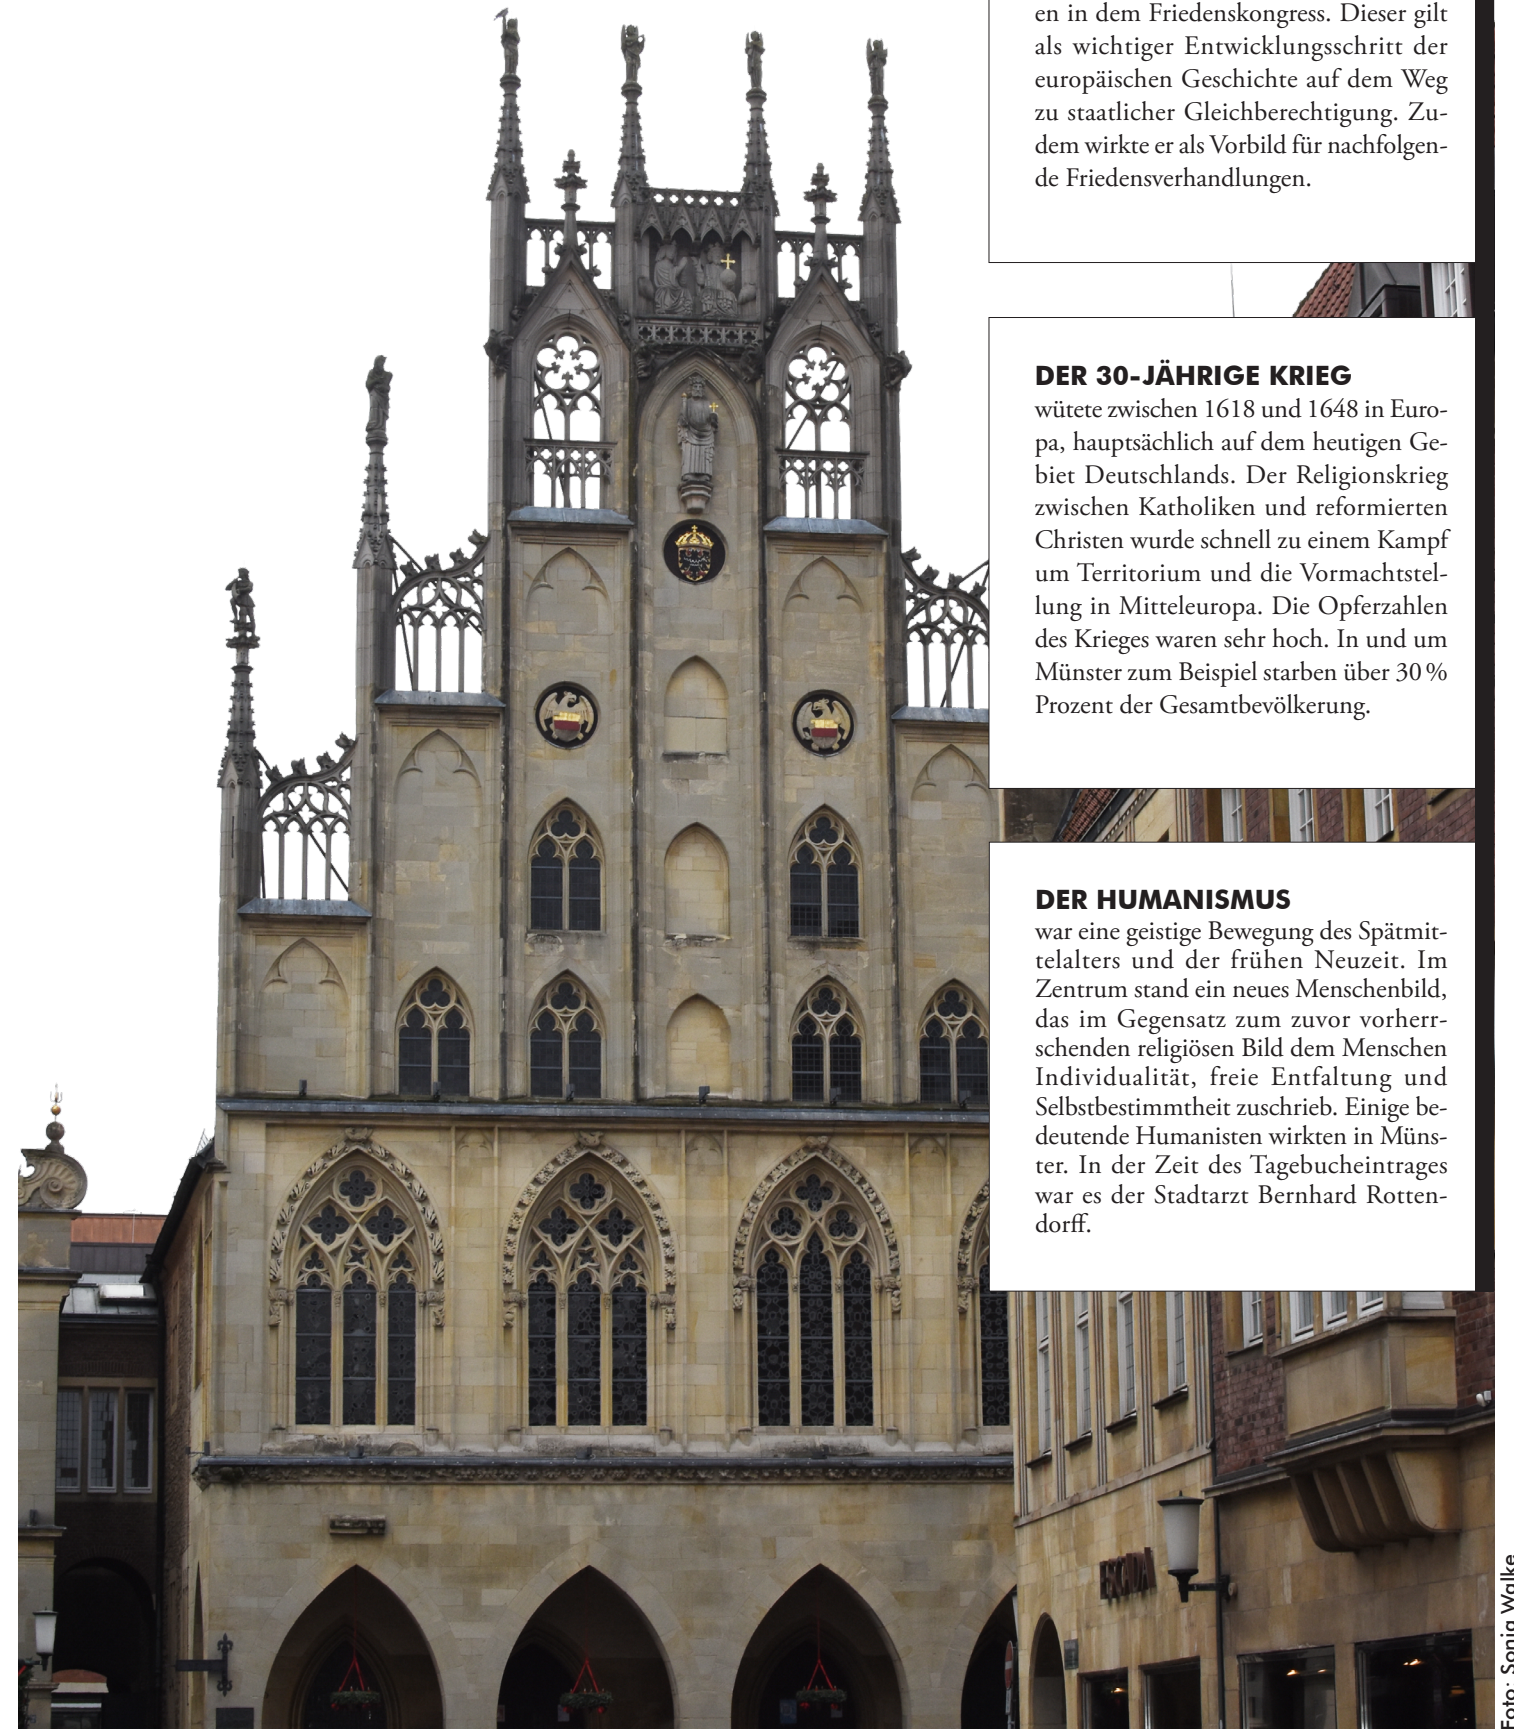 en in dem Friedenskongress. Dieser gilt
als wichtiger Entwicklungsschritt der
europäischen Geschichte auf dem Weg
zu staatlicher Gleichberechtigung. Zu-
dem wirkte er als Vorbild für nachfolgen-
de Friedensverhandlungen.
DER 30-JÄHRIGE KRIEG
wütete zwischen 1618 und 1648 in Euro-
pa, hauptsächlich auf dem heutigen Ge-
biet Deutschlands. Der Religionskrieg
zwischen Katholiken und reformierten
Christen wurde schnell zu einem Kampf
um Territorium und die Vormachtstel-
lung in Mitteleuropa. Die Opferzahlen
des Krieges waren sehr hoch. In und um
Münster zum Beispiel starben über 30 %
Prozent der Gesamtbevölkerung.
DER HUMANISMUS
war eine geistige Bewegung des Spätmit-
telalters und der frühen Neuzeit. Im
Zentrum stand ein neues Menschenbild,
das im Gegensatz zum zuvor vorherr-
schenden religiösen Bild dem Menschen
Individualität, freie Entfaltung und
Selbstbestimmtheit zuschrieb. Einige be-
deutende Humanisten wirkten in Müns-
ter. In der Zeit des Tagebucheintrages
war es der Stadtarzt Bernhard Rotten-
dorff.
ESCADA
Foto: Sonja Walke